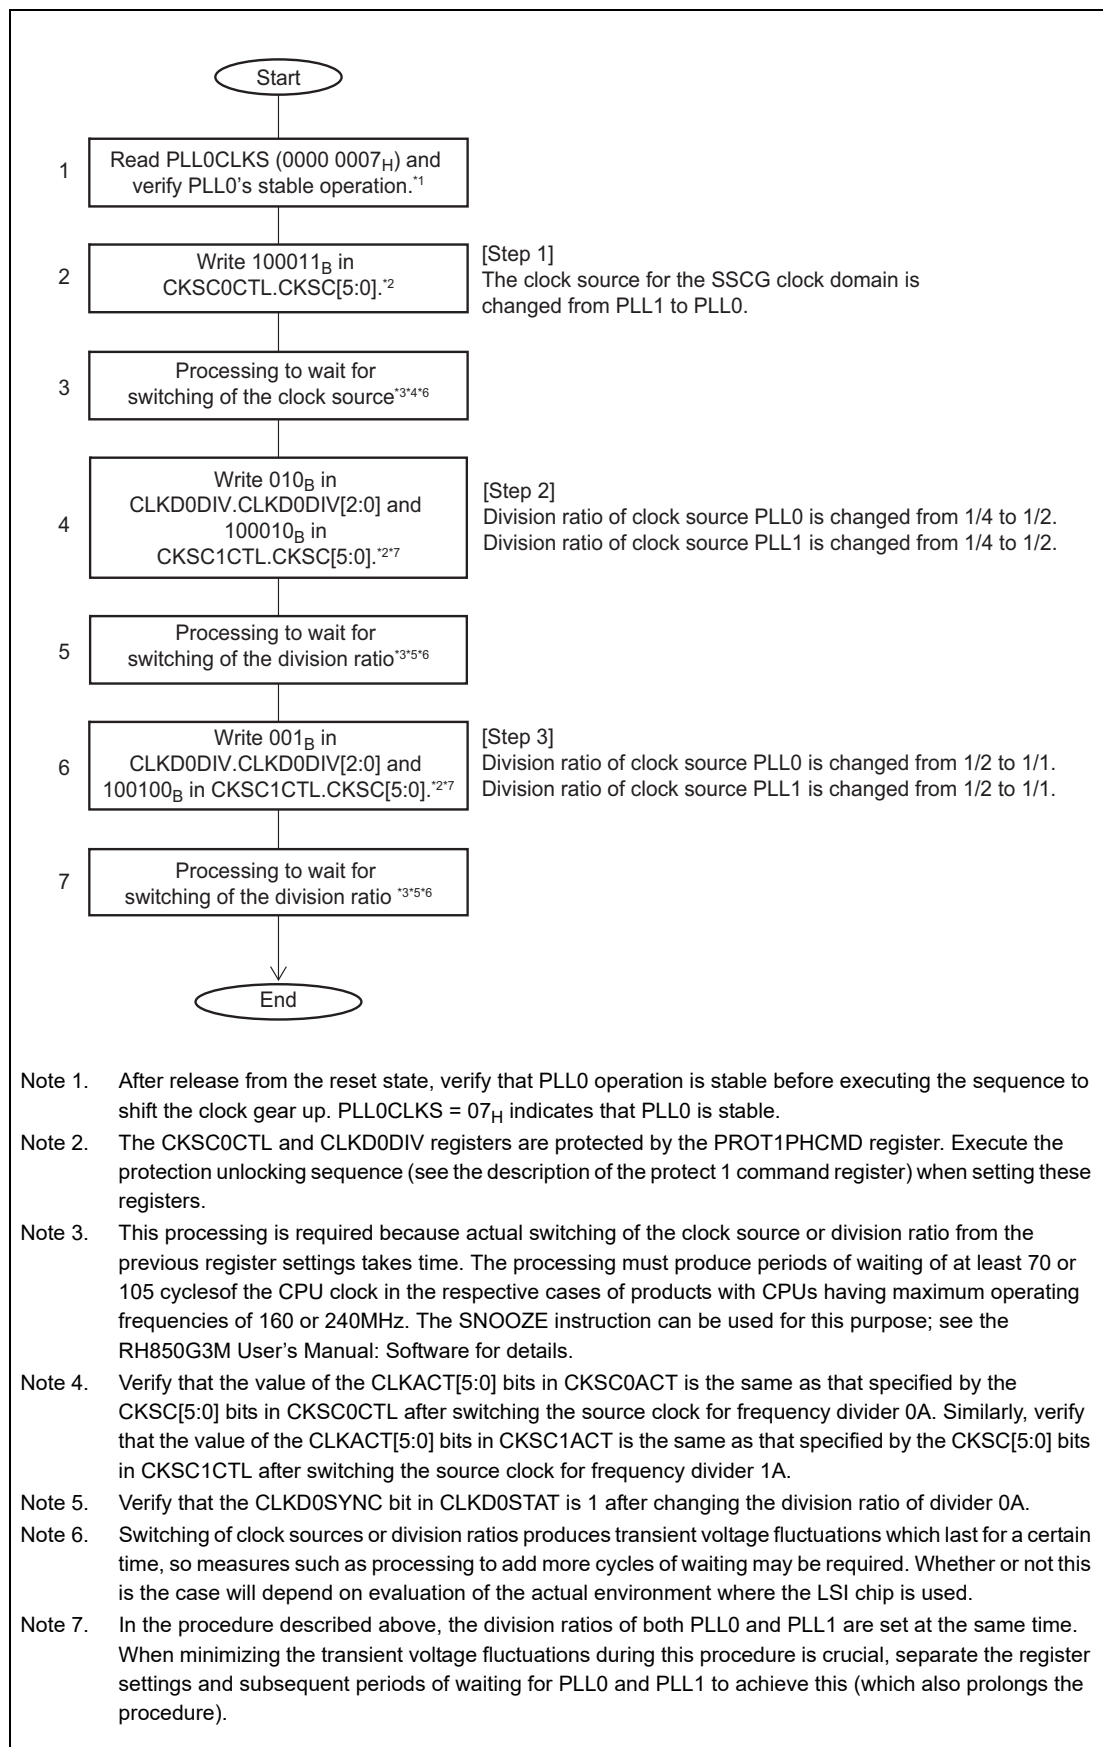 Start
1
Read PLL0CLKS (0000 0007H) and
verify PLL0's stable operation.*1
2
Write 100011B in
CKSC0CTL.CKSC[5:0].*2
[Step 1]
The clock source for the SSCG clock domain is
changed from PLL1 to PLL0.
3
Processing to wait for
switching of the clock source*3*4*6
4
Write 010B in
CLKD0DIV.CLKD0DIV[2:0] and
100010B in
CKSC1CTL.CKSC[5:0].*2*7
[Step 2]
Division ratio of clock source PLL0 is changed from 1/4 to 1/2.
Division ratio of clock source PLL1 is changed from 1/4 to 1/2.
5
Processing to wait for
switching of the division ratio*3*5*6
6
Write 001B in
CLKD0DIV.CLKD0DIV[2:0] and
100100B in CKSC1CTL.CKSC[5:0].*2*7
[Step 3]
Division ratio of clock source PLL0 is changed from 1/2 to 1/1.
Division ratio of clock source PLL1 is changed from 1/2 to 1/1.
7
Processing to wait for
switching of the division ratio *3*5*6
End
Note 1. After release from the reset state, verify that PLL0 operation is stable before executing the sequence to
shift the clock gear up. PLL0CLKS = 07H indicates that PLL0 is stable.
Note 2. The CKSC0CTL and CLKD0DIV registers are protected by the PROT1PHCMD register. Execute the
protection unlocking sequence (see the description of the protect 1 command register) when setting these
registers.
Note 3. This processing is required because actual switching of the clock source or division ratio from the
previous register settings takes time. The processing must produce periods of waiting of at least 70 or
105 cyclesof the CPU clock in the respective cases of products with CPUs having maximum operating
frequencies of 160 or 240MHz. The SNOOZE instruction can be used for this purpose; see the
RH850G3M User's Manual: Software for details.
Note 4. Verify that the value of the CLKACT[5:0] bits in CKSC0ACT is the same as that specified by the
CKSC[5:0] bits in CKSC0CTL after switching the source clock for frequency divider 0A. Similarly, verify
that the value of the CLKACT[5:0] bits in CKSC1ACT is the same as that specified by the CKSC[5:0] bits
in CKSC1CTL after switching the source clock for frequency divider 1A.
Note 5. Verify that the CLKD0SYNC bit in CLKD0STAT is 1 after changing the division ratio of divider 0A.
Note 6. Switching of clock sources or division ratios produces transient voltage fluctuations which last for a certain
time, so measures such as processing to add more cycles of waiting may be required. Whether or not this
is the case will depend on evaluation of the actual environment where the LSI chip is used.
Note 7. In the procedure described above, the division ratios of both PLL0 and PLL1 are set at the same time.
When minimizing the transient voltage fluctuations during this procedure is crucial, separate the register
settings and subsequent periods of waiting for PLL0 and PLL1 to achieve this (which also prolongs the
procedure).